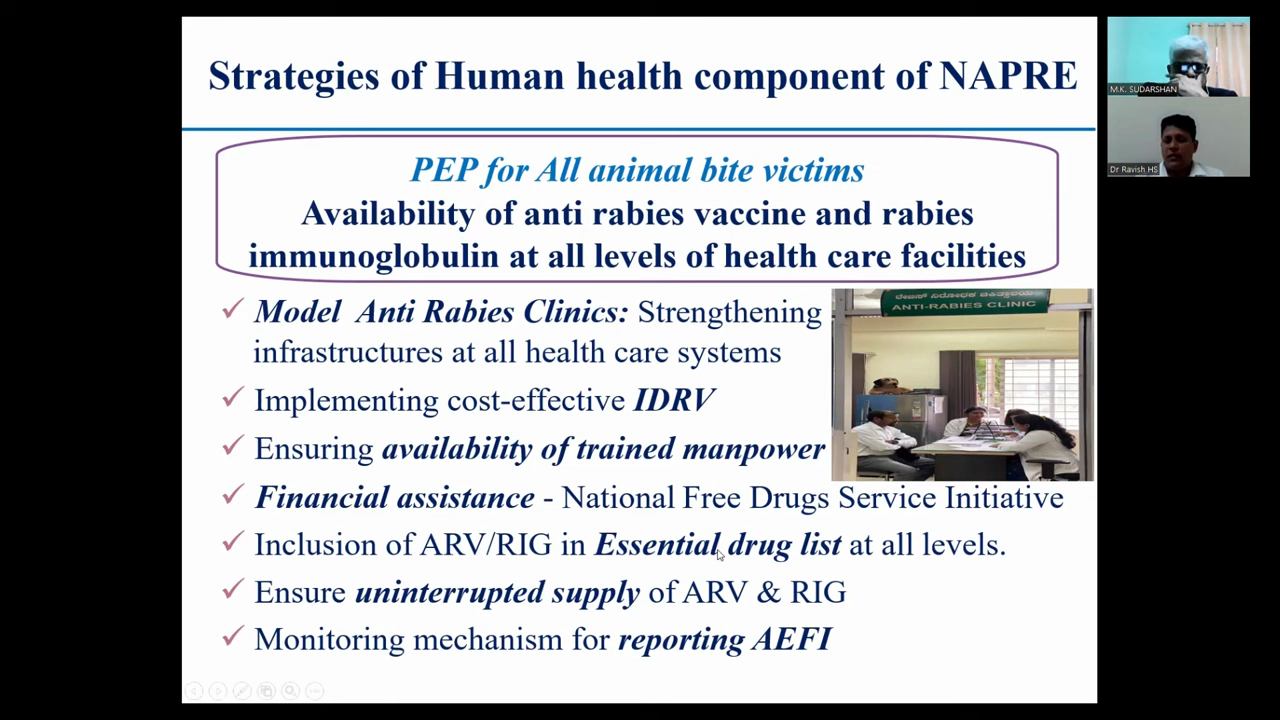 Strategies of Human health component of NAPRE
PEP for All animal bite victims
Availability of anti rabies vaccine and rabies
immunoglobulin at all levels of health care facilities
✓ Model Anti Rabies Clinics: Strengthening
infrastructures at all health care systems
✓ Implementing cost-effective IDRV
✓ Ensuring availability of trained manpower
✓ Financial assistance - National Free Drugs Service Initiative
✓ Inclusion of ARV/RIG in Essential drug list at all levels.
✓ Ensure uninterrupted supply of ARV & RIG
✓ Monitoring mechanism for reporting AEFI
ANTI-RABIES CLINIC
M.K. SUDARSHAN
Dr Ravish HS